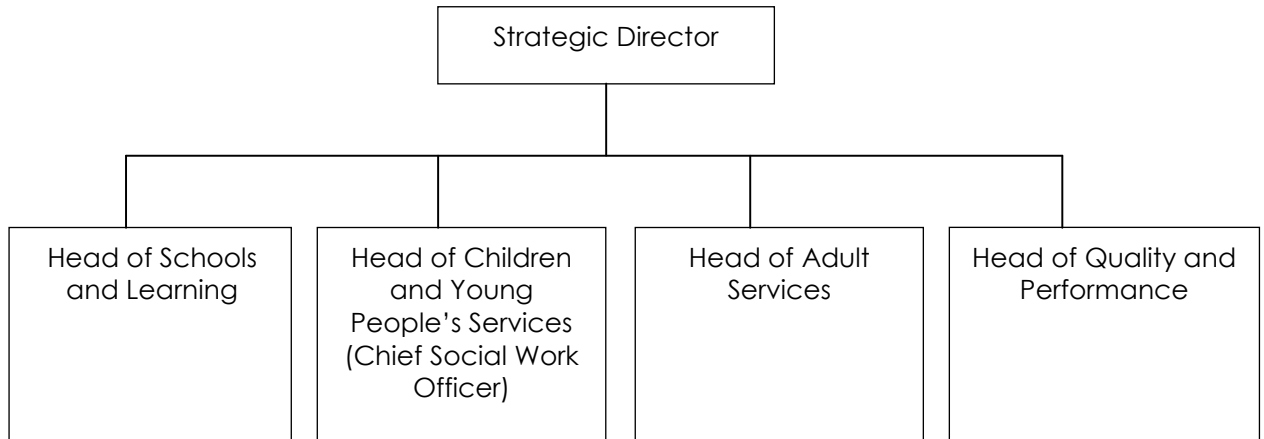 Strategic Director
Head of Schools
and Learning
Head of Children
and Young
People’s Services
(Chief Social Work
Officer)
Head of Adult
Services
Head of Quality and
Performance